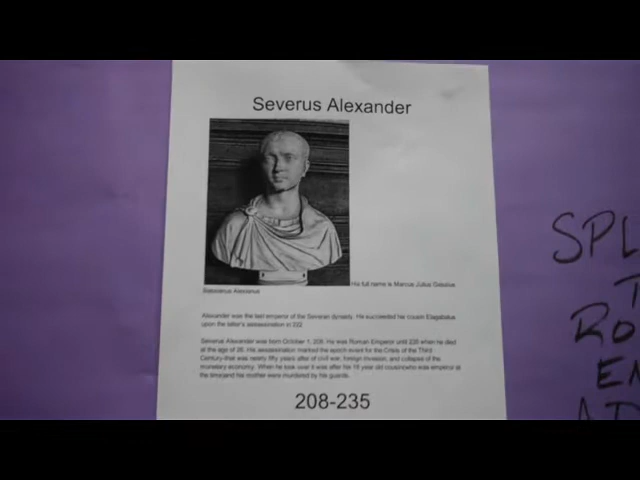 Severus Alexander
His full name is Marcus Julius Gessius
Bassianus Alexianus
Alexander was the last emperor of the Severan dynasty. He succeeded his cousin Elagabalus
upon the latter's assassination in 222
Severus Alexander was born October 1, 208. He was Roman Emperor until 235 when he died
at the age of 26. His assassination marked the epoch event for the Crisis of the Third
Century-that was nearly fifty years after of civil war, foreign invasion, and collapse of the
monetary economy. When he took over it was after his 18 year old cousin who was emperor at
the time and his mother were murdered by his guards.
208-235
SPL
T
RO
EM
AD